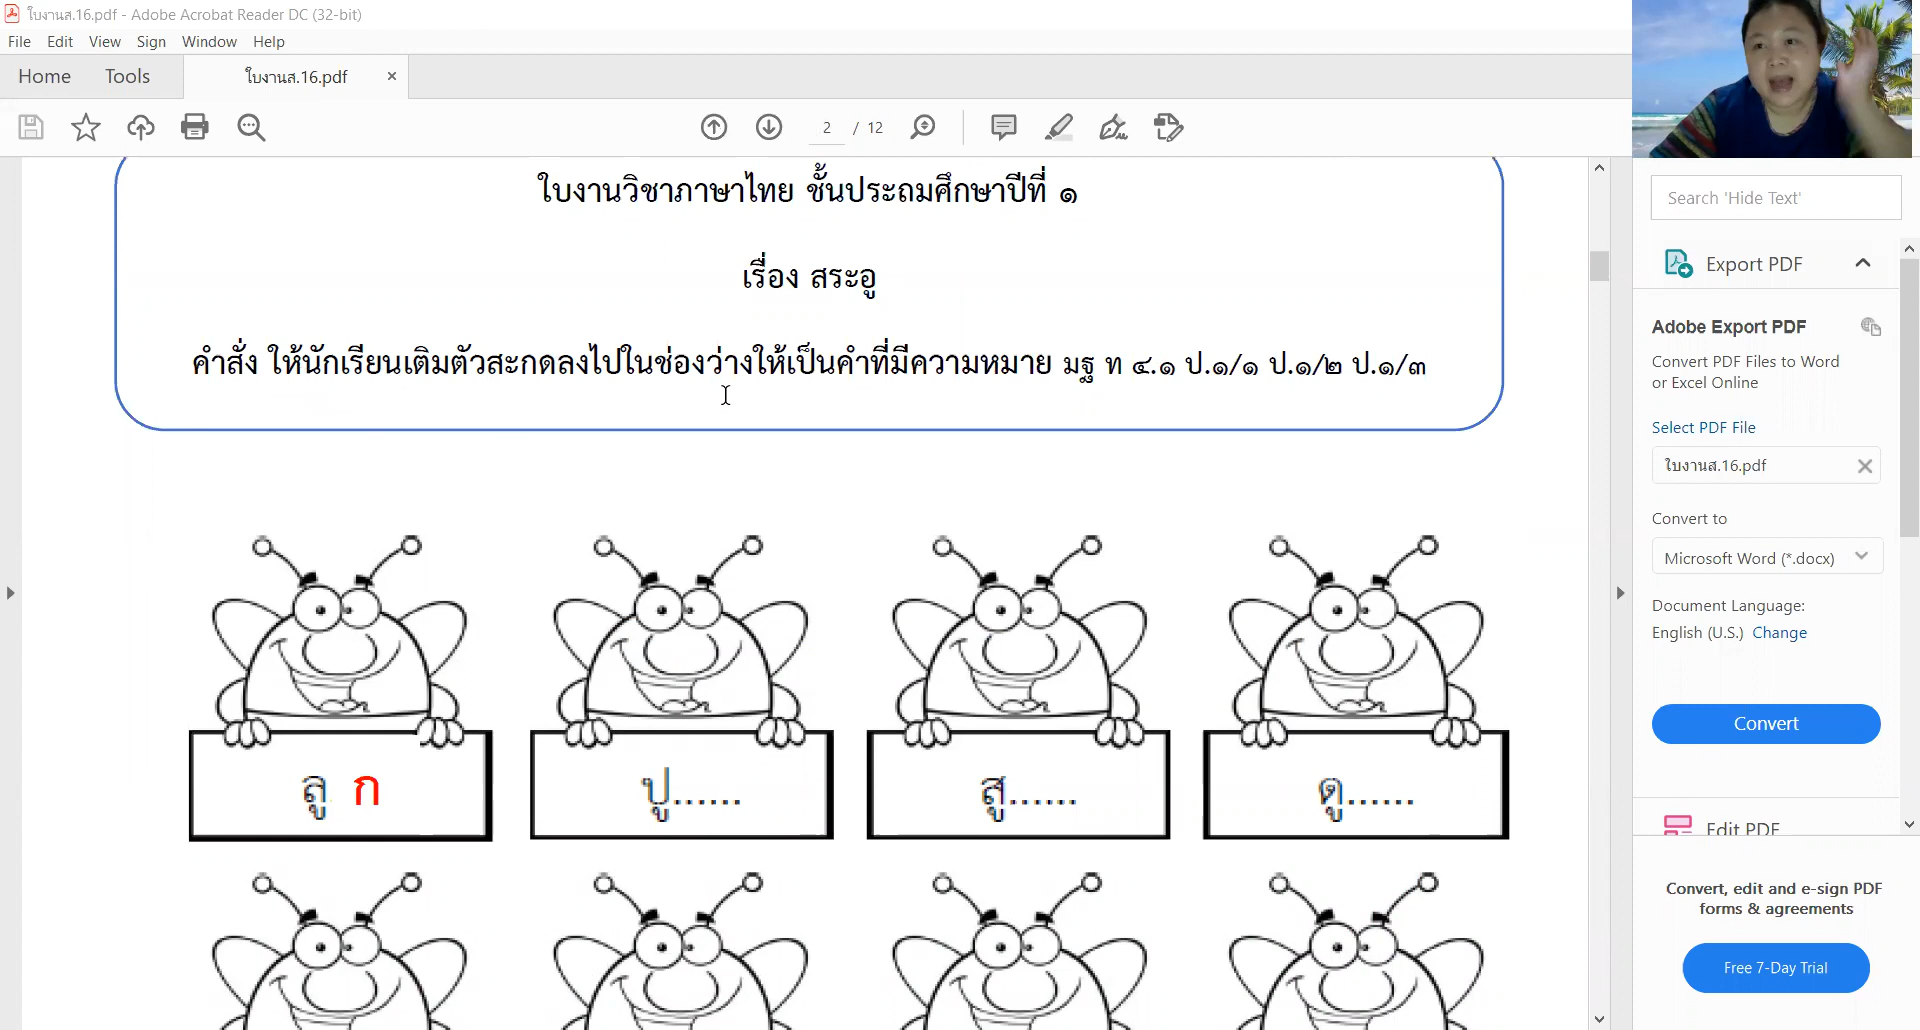 ใบงานส.16.pdf - Adobe Acrobat Reader DC (32-bit)
File Edit View Sign Window Help
Home Tools ใบงานส.16.pdf ×
2 / 12
ใบงานวิชาภาษาไทย ชั้นประถมศึกษาปีที่ ๑
เรื่อง สระอู
คำสั่ง ให้นักเรียนเติมตัวสะกดลงไปในช่องว่างให้เป็นคำที่มีความหมาย มฐ ท ๔.๑ ป.๑/๑ ป.๑/๒ ป.๑/๓
ลู ก
ปู......
สู......
ดู......
Search 'Hide Text'
Export PDF
Adobe Export PDF
Convert PDF Files to Word
or Excel Online
Select PDF File
ใบงานส.16.pdf
Convert to
Microsoft Word (*.docx)
Document Language:
English (U.S.) Change
Convert
Edit PDF
Convert, edit and e-sign PDF
forms & agreements
Free 7-Day Trial